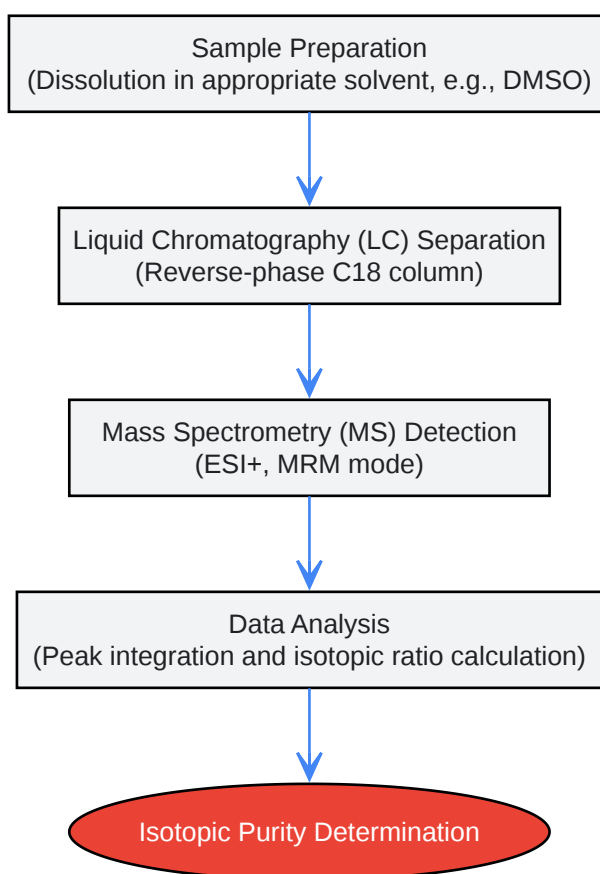 Sample Preparation
(Dissolution in appropriate solvent, e.g., DMSO)
Liquid Chromatography (LC) Separation
(Reverse-phase C18 column)
Mass Spectrometry (MS) Detection
(ESI+, MRM mode)
Data Analysis
(Peak integration and isotopic ratio calculation)
Isotopic Purity Determination